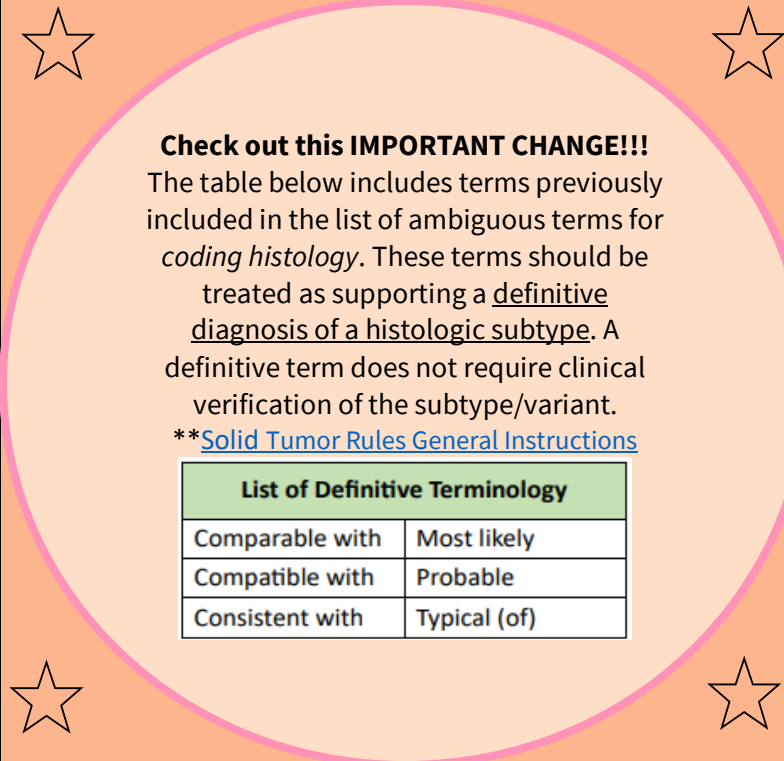 Check out this IMPORTANT CHANGE!!!
The table below includes terms previously
included in the list of ambiguous terms for
coding histology. These terms should be
treated as supporting a definitive
diagnosis of a histologic subtype. A
definitive term does not require clinical
verification of the subtype/variant.
**Solid Tumor Rules General Instructions
List of Definitive Terminology
Comparable with Most likely
Compatible with Probable
Consistent with Typical (of)